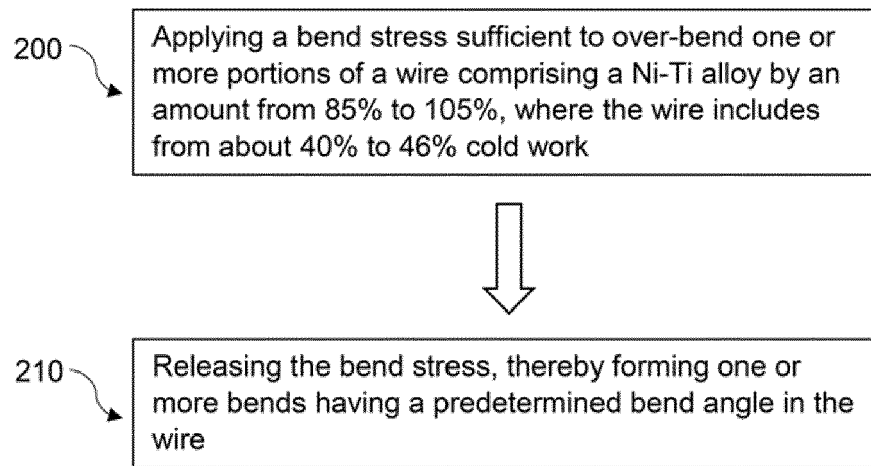 200
Applying a bend stress sufficient to over-bend one or
more portions of a wire comprising a Ni-Ti alloy by an
amount from 85% to 105%, where the wire includes
from about 40% to 46% cold work
210
Releasing the bend stress, thereby forming one or
more bends having a predetermined bend angle in the
wire